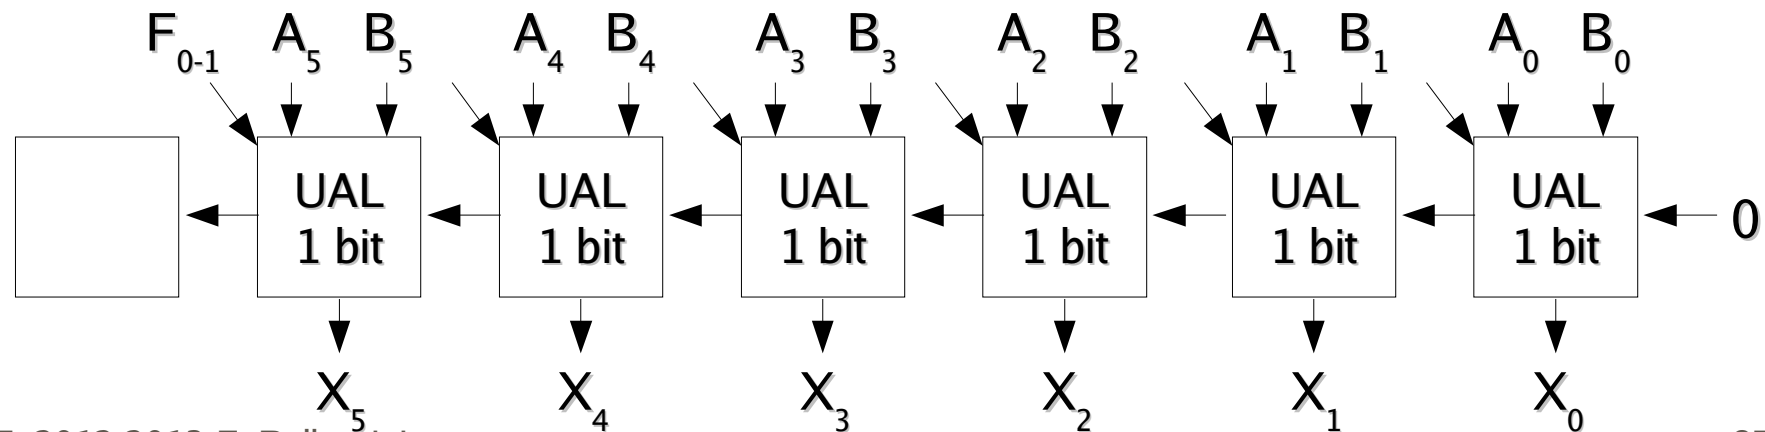 F0-1 A5 B5 A4 B4 A3 B3 A2 B2 A1 B1 A0 B0
UAL UAL UAL UAL UAL UAL
1 bit 1 bit 1 bit 1 bit 1 bit 1 bit 0
X5 X4 X3 X2 X1 X0